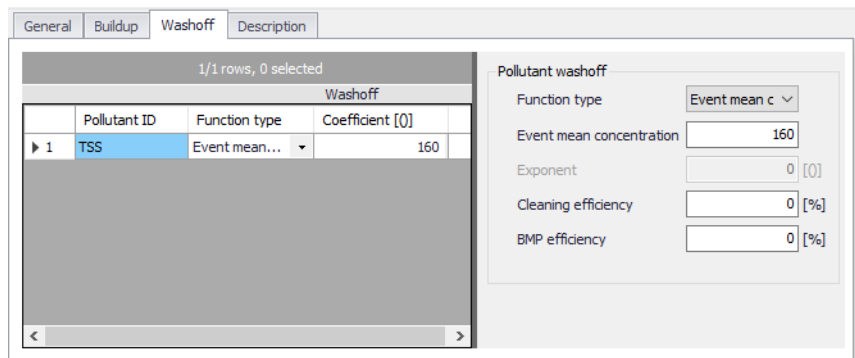 General Buildup Washoff Description
1/1 rows, 0 selected
Washoff
Pollutant ID Function type Coefficient [()]
1 TSS Event mean... 160
Pollutant washoff
Function type Event mean c
Event mean concentration 160
Exponent 0 [()]
Cleaning efficiency 0 [%]
BMP efficiency 0 [%]